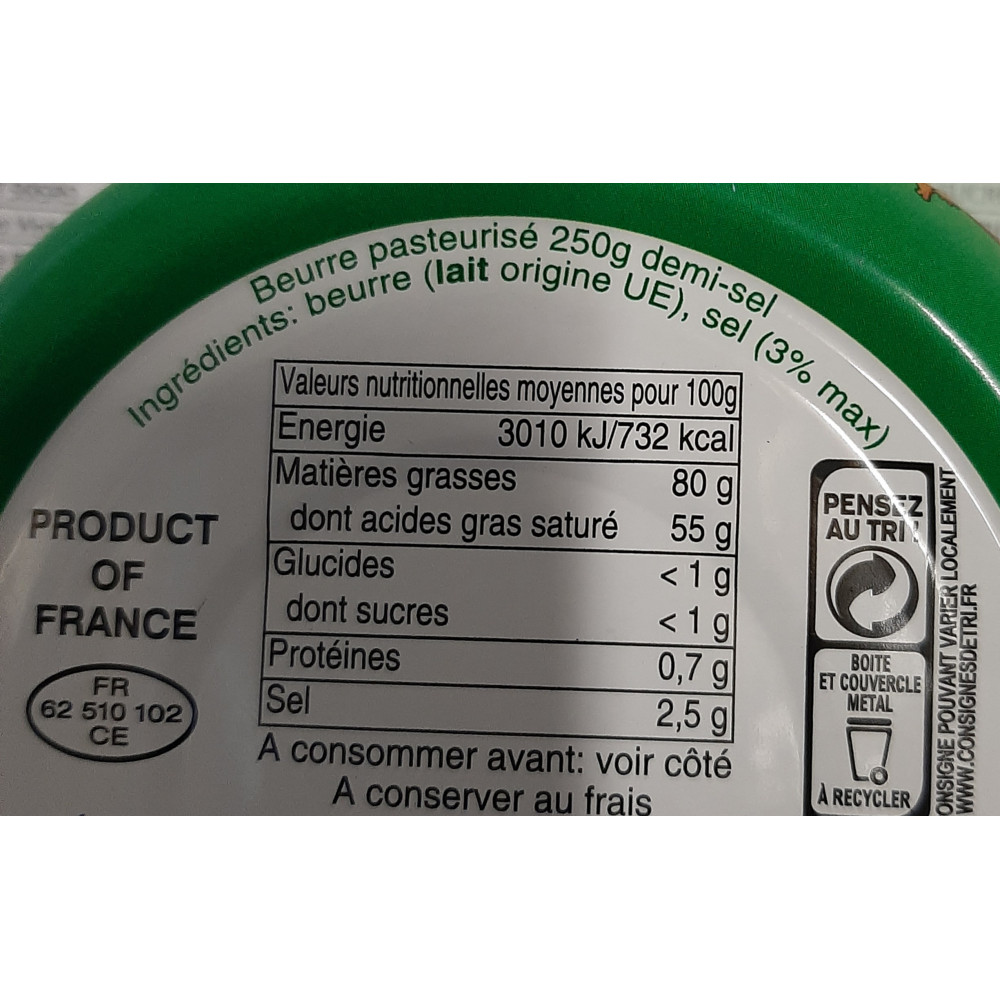 Beurre pasteurisé 250g demi-sel
Ingrédients: beurre (lait origine UE), sel (3% max)
Valeurs nutritionnelles moyennes pour 100g
Energie 3010 kJ/732 kcal
Matières grasses 80 g
dont acides gras saturé 55 g
Glucides < 1 g
dont sucres < 1 g
Protéines 0,7 g
Sel 2,5 g
A consommer avant: voir côté
A conserver au frais
PRODUCT
OF
FRANCE
FR
62 510 102
CE
PENSEZ
AU TRI !
BOITE
ET COUVERCLE
METAL
À RECYCLER
ONSIGNE POUVANT VARIER LOCALEMENT
WWW.CONSIGNESDETRI.FR